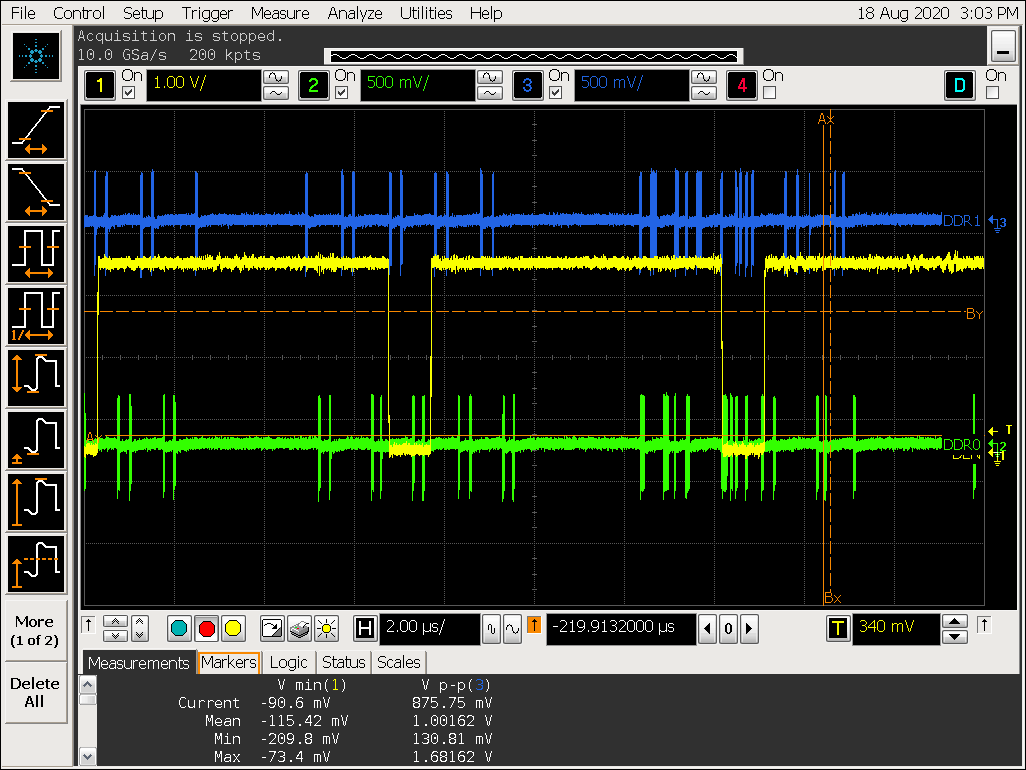 File Control Setup Trigger Measure Analyze Utilities Help 18 Aug 2020 3:03 PM
Acquisition is stopped.
10.0 GSa/s 200 kpts
1 On 1.00 V/ 2 On 500 mV/ 3 On 500 mV/ 4 On D On
Ax
DDR1 3
By
Ay
T
DDR0 2
Bx
1/
More
(1 of 2)
Delete
All
H 2.00 µs/ -219.9132000 µs 0 T 340 mV
Measurements Markers Logic Status Scales
V min(1) V p-p(3)
Current -90.6 mV 875.75 mV
Mean -115.42 mV 1.00162 V
Min -209.8 mV 130.81 mV
Max -73.4 mV 1.68162 V